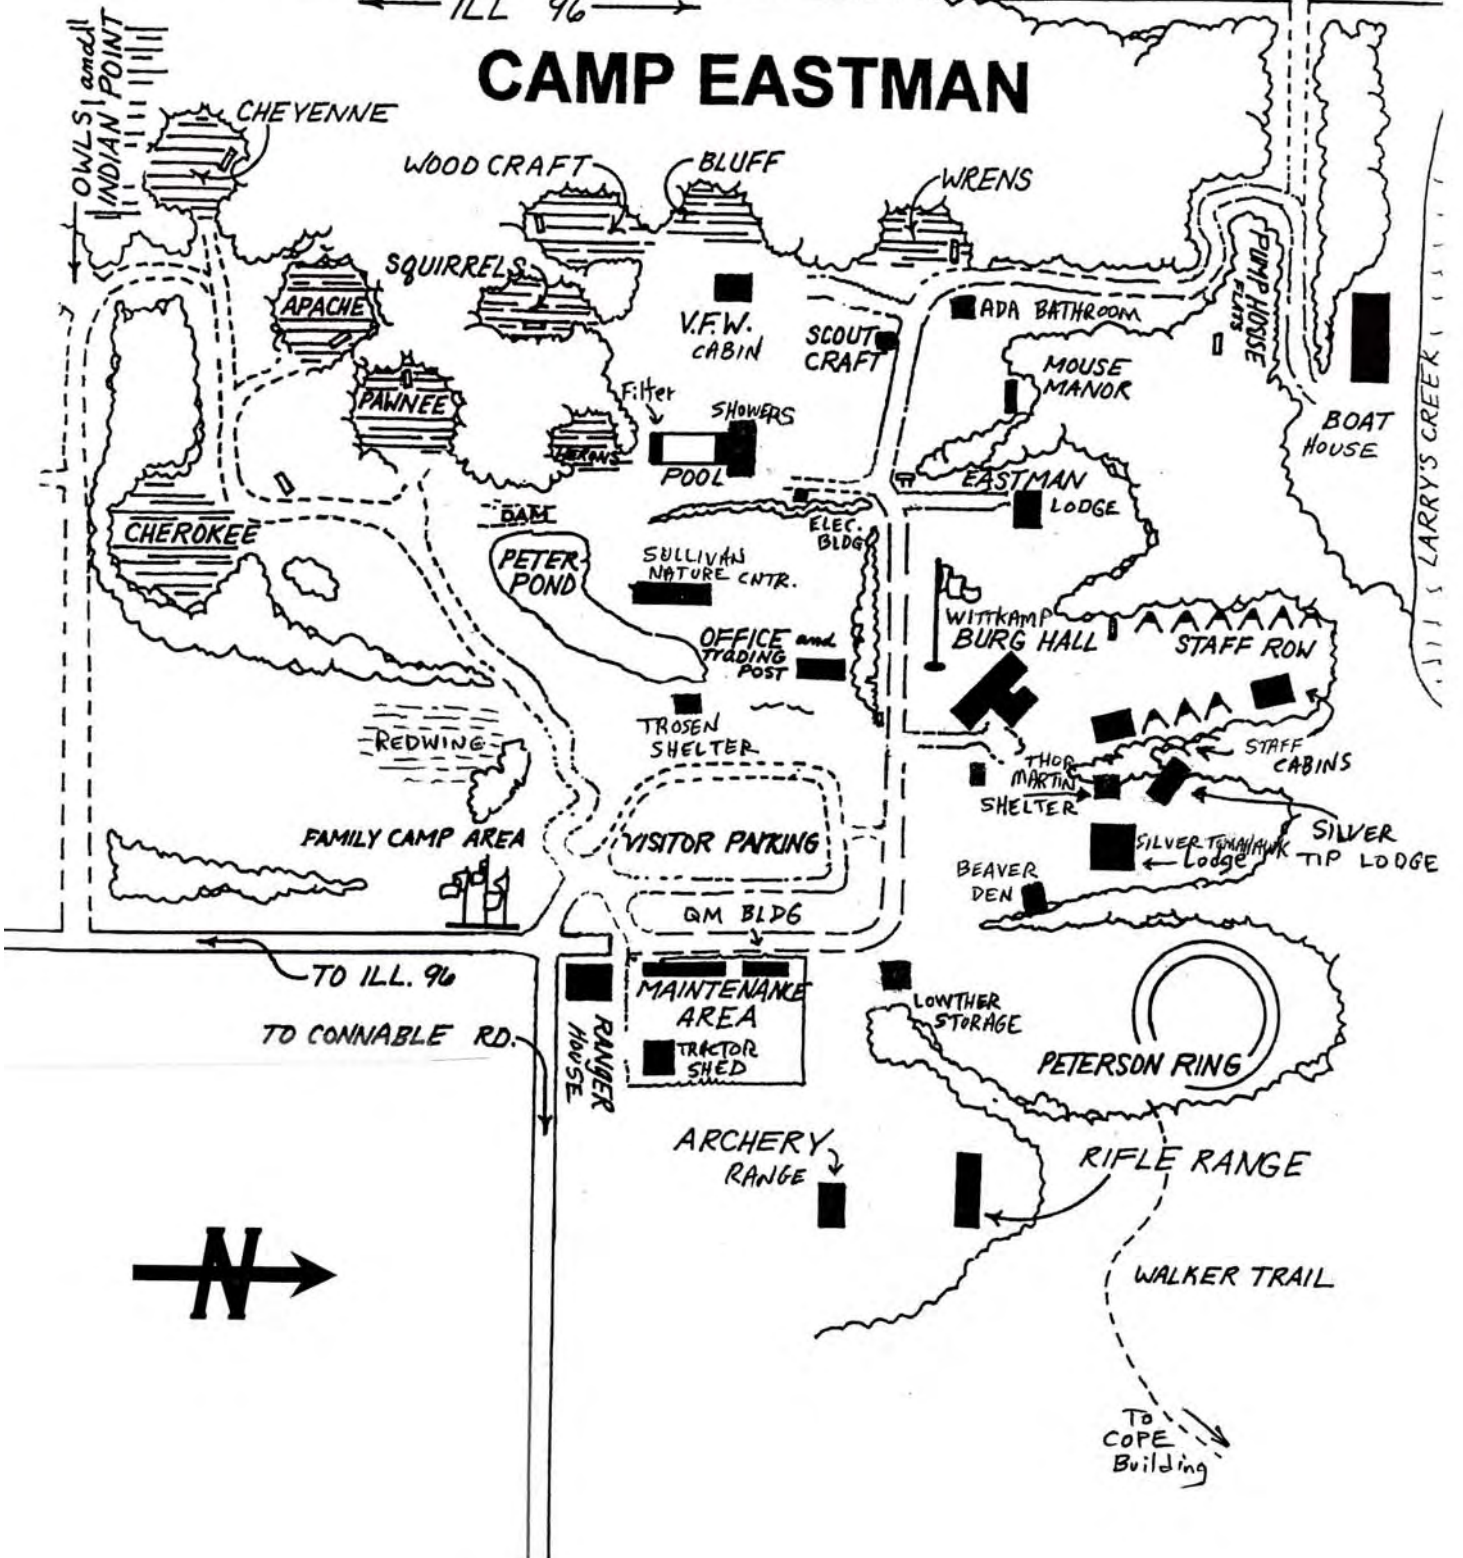 ILL 96
CAMP EASTMAN
OWLS and
INDIAN POINT
CHEYENNE
WOOD CRAFT
BLUFF
WRENS
SQUIRRELS
APACHE
V.F.W.
CABIN
SCOUT
CRAFT
ADA BATHROOM
PUMP HOUSE
FLATS
MOUSE
MANOR
PAWNEE
Filter
SHOWERS
POOL
HERONS
BOAT
HOUSE
LARRY'S CREEK
EASTMAN
LODGE
CHEROKEE
DAM
ELEC.
BLDG
PETER
POND
SULLIVAN
NATURE CNTR.
OFFICE and
TRADING
POST
WITTKAMP
BURG HALL
STAFF ROW
TROSEN
SHELTER
REDWING
STAFF
CABINS
THOR
MARTIN
SHELTER
FAMILY CAMP AREA
VISITOR PARKING
SILVER TOMAHAWK
Lodge
SILVER
TIP LODGE
BEAVER
DEN
QM BLDG
TO ILL. 96
MAINTENANCE
AREA
LOWTHER
STORAGE
TO CONNABLE RD.
RANGER
HOUSE
TRACTOR
SHED
PETERSON RING
ARCHERY
RANGE
RIFLE RANGE
N
WALKER TRAIL
TO
COPE
Building